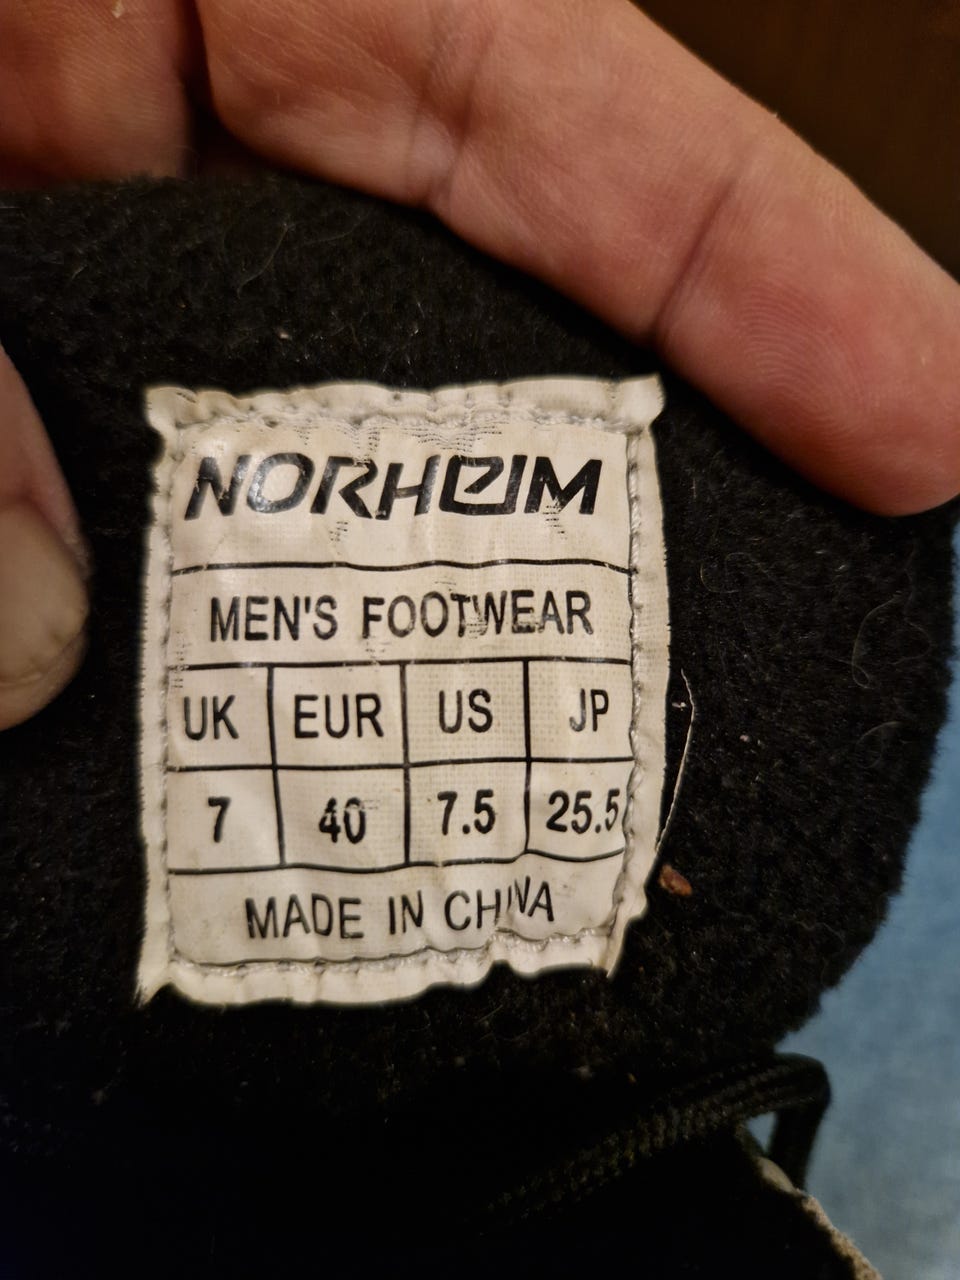 NORHEIM
MEN'S FOOTWEAR
UK EUR US JP
7 40 7.5 25.5
MADE IN CHINA